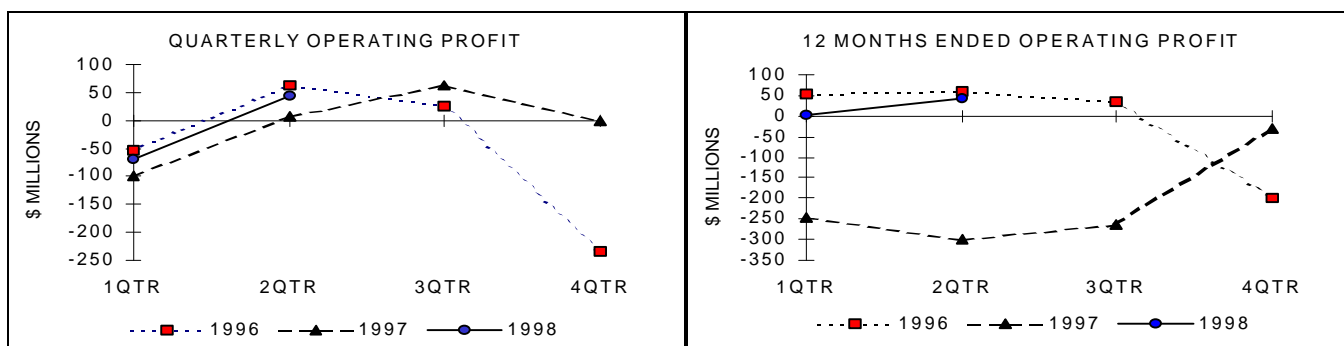 QUARTERLY OPERATING PROFIT
$ MILLIONS
100
50
0
-50
-100
-150
-200
-250
1QTR 2QTR 3QTR 4QTR
1996 1997 1998
12 MONTHS ENDED OPERATING PROFIT
$ MILLIONS
100
50
0
-50
-100
-150
-200
-250
-300
-350
1QTR 2QTR 3QTR 4QTR
1996 1997 1998